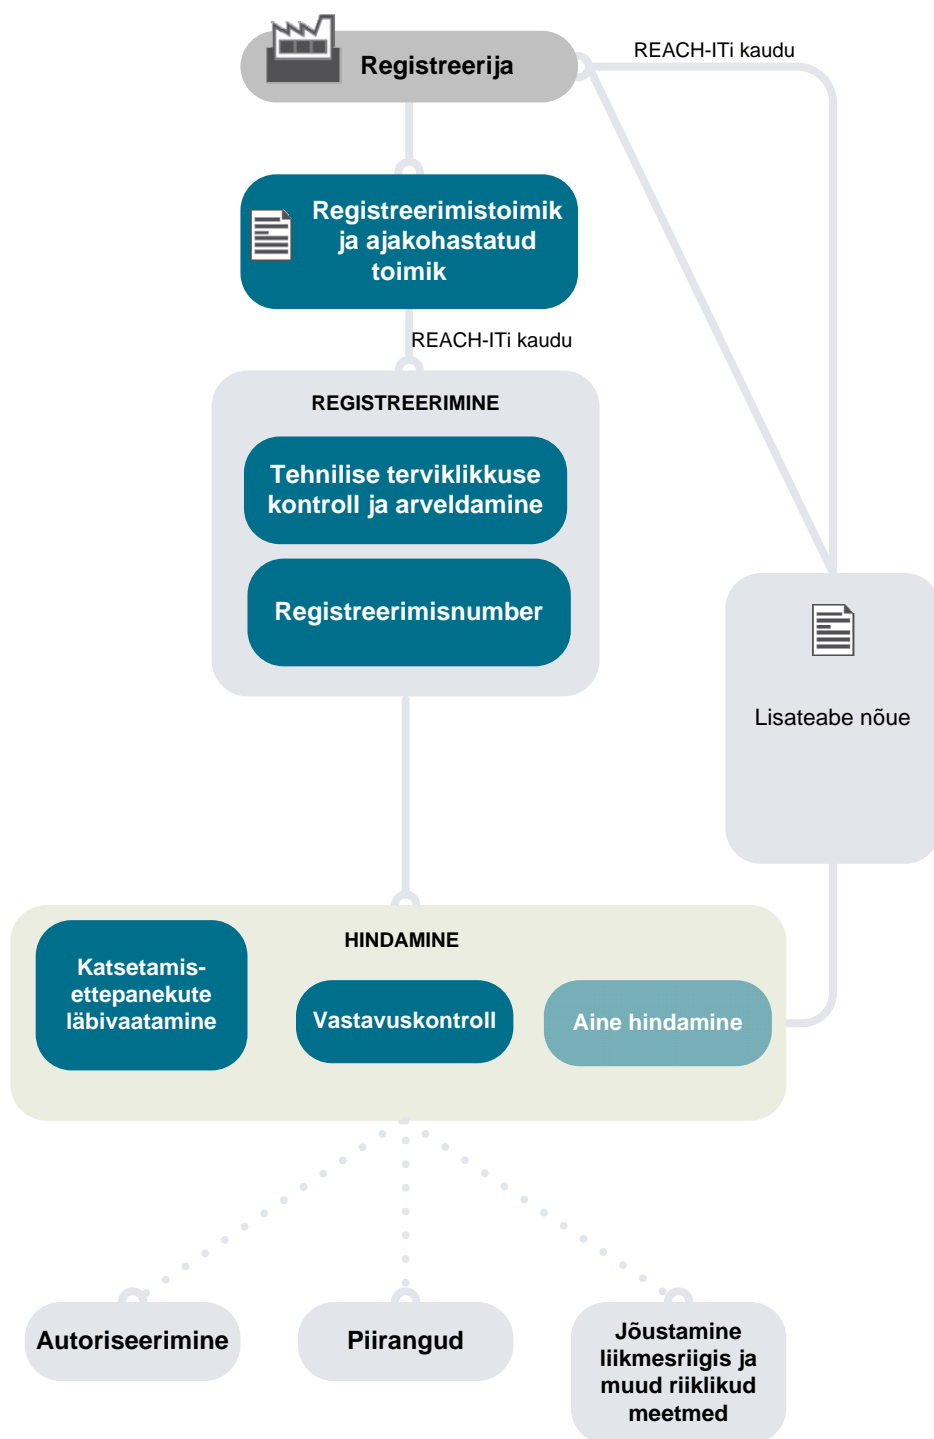 Registreerija
REACH-ITi kaudu
Registreerimistoimik
ja ajakohastatud
toimik
REACH-ITi kaudu
REGISTREERIMINE
Tehnilise terviklikkuse
kontroll ja arveldamine
Registreerimisnumber
Lisateabe nõue
HINDAMINE
Katsetamis-
ettepanekute
läbivaatamine
Vastavuskontroll
Aine hindamine
Autoriseerimine
Piirangud
Jõustamine
liikmesriigis ja
muud riiklikud
meetmed